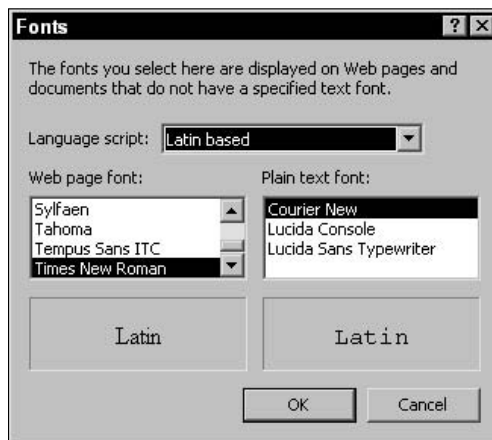 Fonts
The fonts you select here are displayed on Web pages and
documents that do not have a specified text font.
Language script: Latin based
Web page font:
Sylfaen
Tahoma
Tempus Sans ITC
Times New Roman
Latin
Plain text font:
Courier New
Lucida Console
Lucida Sans Typewriter
Latin
OK
Cancel